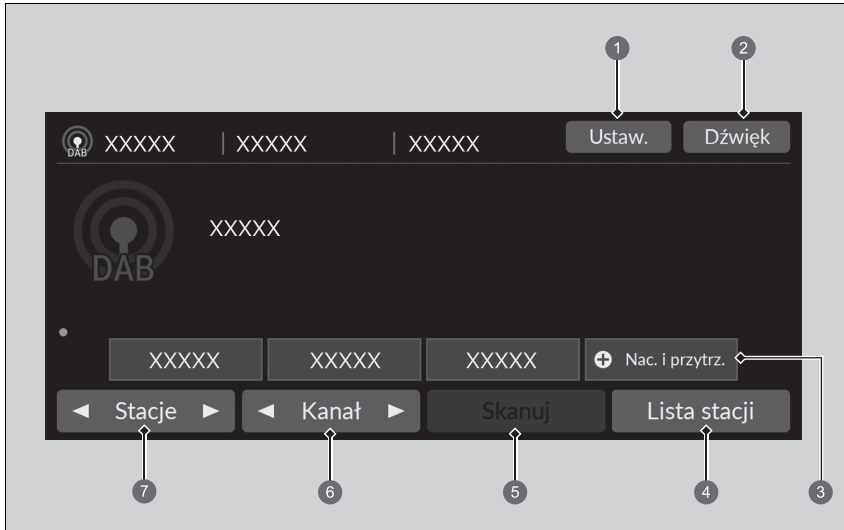 1 2
DAB XXXXX | XXXXX | XXXXX Ustaw. Dźwięk
XXXXX
DAB
XXXXX XXXXX XXXXX Nac. i przytrz.
Stacje Kanał Skanuj Lista stacji
7 6 5 4 3